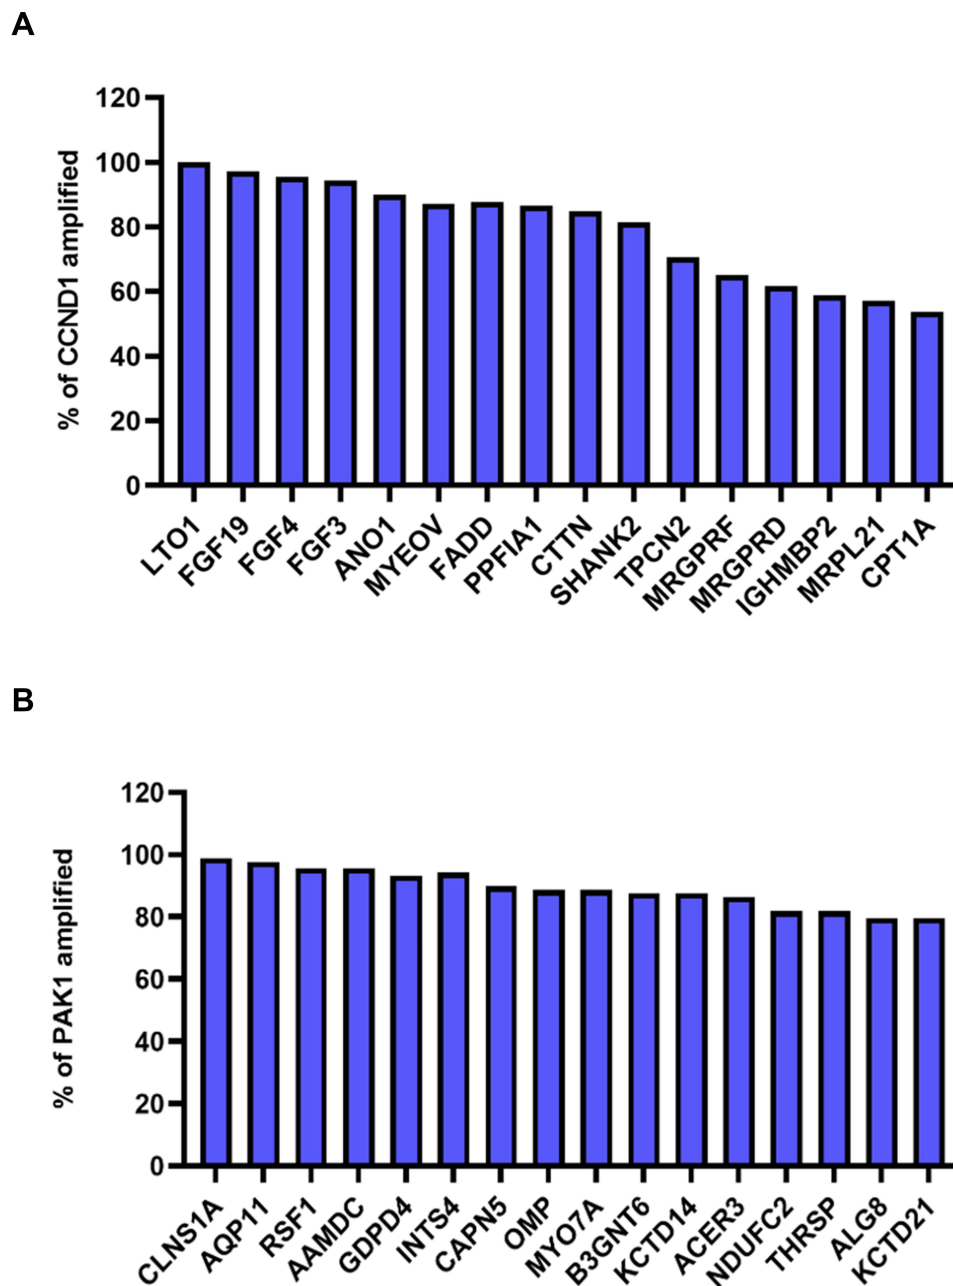 A
% of CCND1 amplified
120
100
80
60
40
20
0
LTO1
FGF19
FGF4
FGF3
ANO1
MYEOV
FADD
PPFIA1
CTTN
SHANK2
TPCN2
MRGPRF
MRGPRD
IGHMBP2
MRPL21
CPT1A
B
% of PAK1 amplified
120
100
80
60
40
20
0
CLNS1A
AQP11
RSF1
AAMDC
GDPD4
INTS4
CAPN5
OMP
MYO7A
B3GNT6
KCTD14
ACER3
NDUFC2
THRSP
ALG8
KCTD21